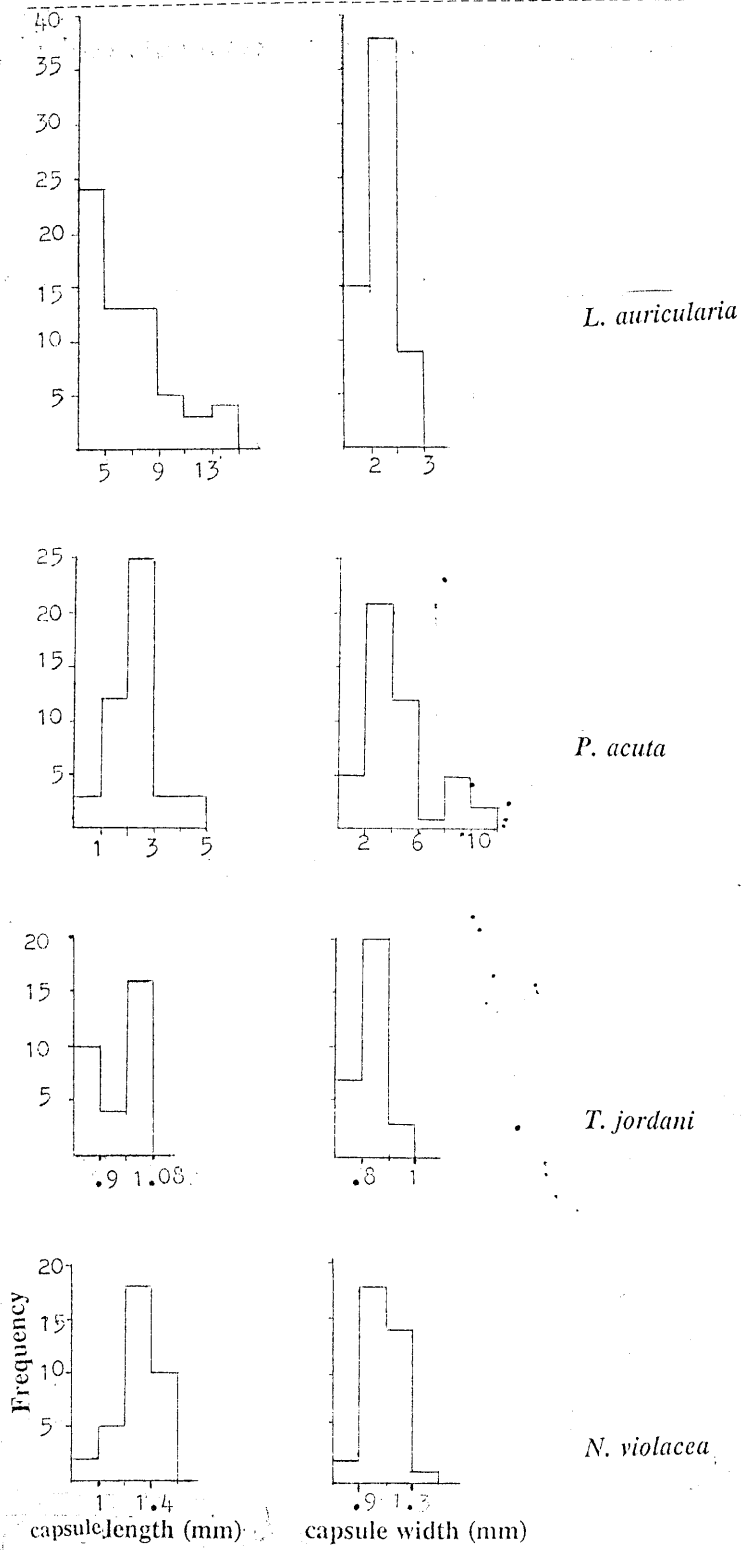 40
35
30
25
20
15
10
5
5 9 13
2 3
L. auricularia
25
20
15
10
5
1 3 5
2 6 10
P. acuta
20
15
10
5
.9 1.08
.8 1
T. jordani
20
15
10
5
Frequency
1 1.4
.9 1.3
N. violacea
capsule length (mm)
capsule width (mm)